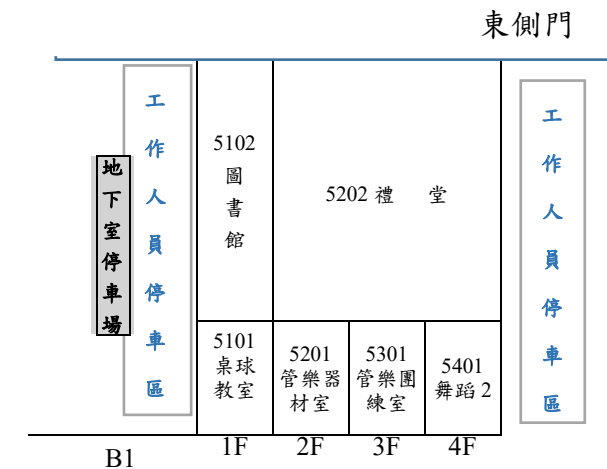 東側門
工作人員停車區
地下室停車場
5102
圖
書
館
5202 禮 堂
工作人員停車區
5101
桌球
教室
5201
管樂器
材室
5301
管樂團
練室
5401
舞蹈 2
B1
1F
2F
3F
4F